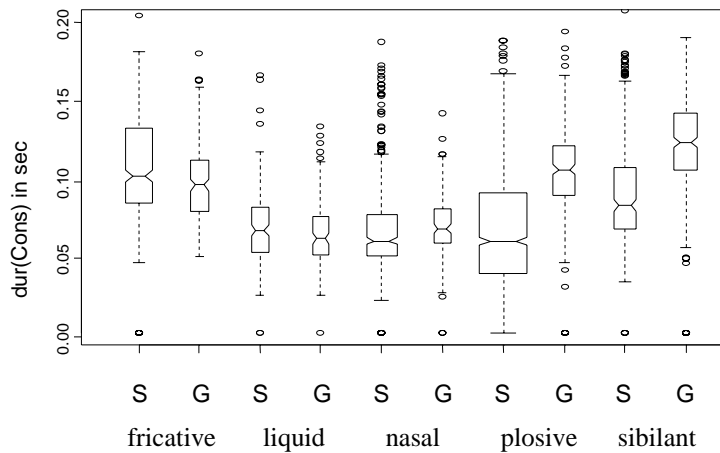 0.20
0.15
0.10
0.05
0.00
dur(Cons) in sec
S G S G S G S G S G
fricative liquid nasal plosive sibilant